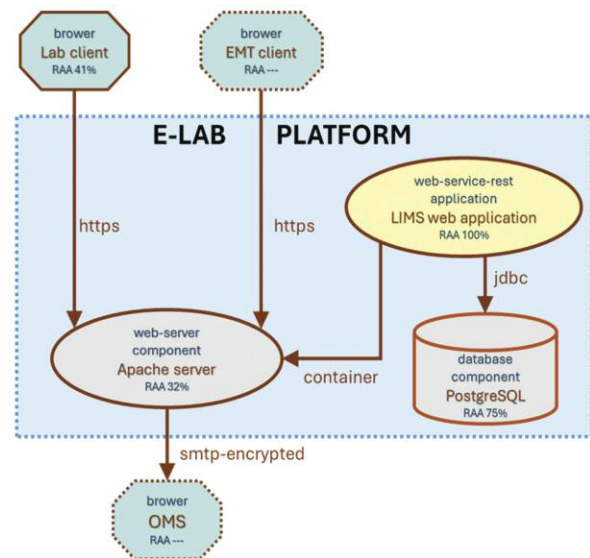 brower
Lab client
RAA 41%
brower
EMT client
RAA ---
E-LAB PLATFORM
web-service-rest
application
LIMS web application
RAA 100%
https
https
jdbc
web-server
component
Apache server
RAA 32%
container
database
component
PostgreSQL
RAA 75%
smtp-encrypted
brower
OMS
RAA ---